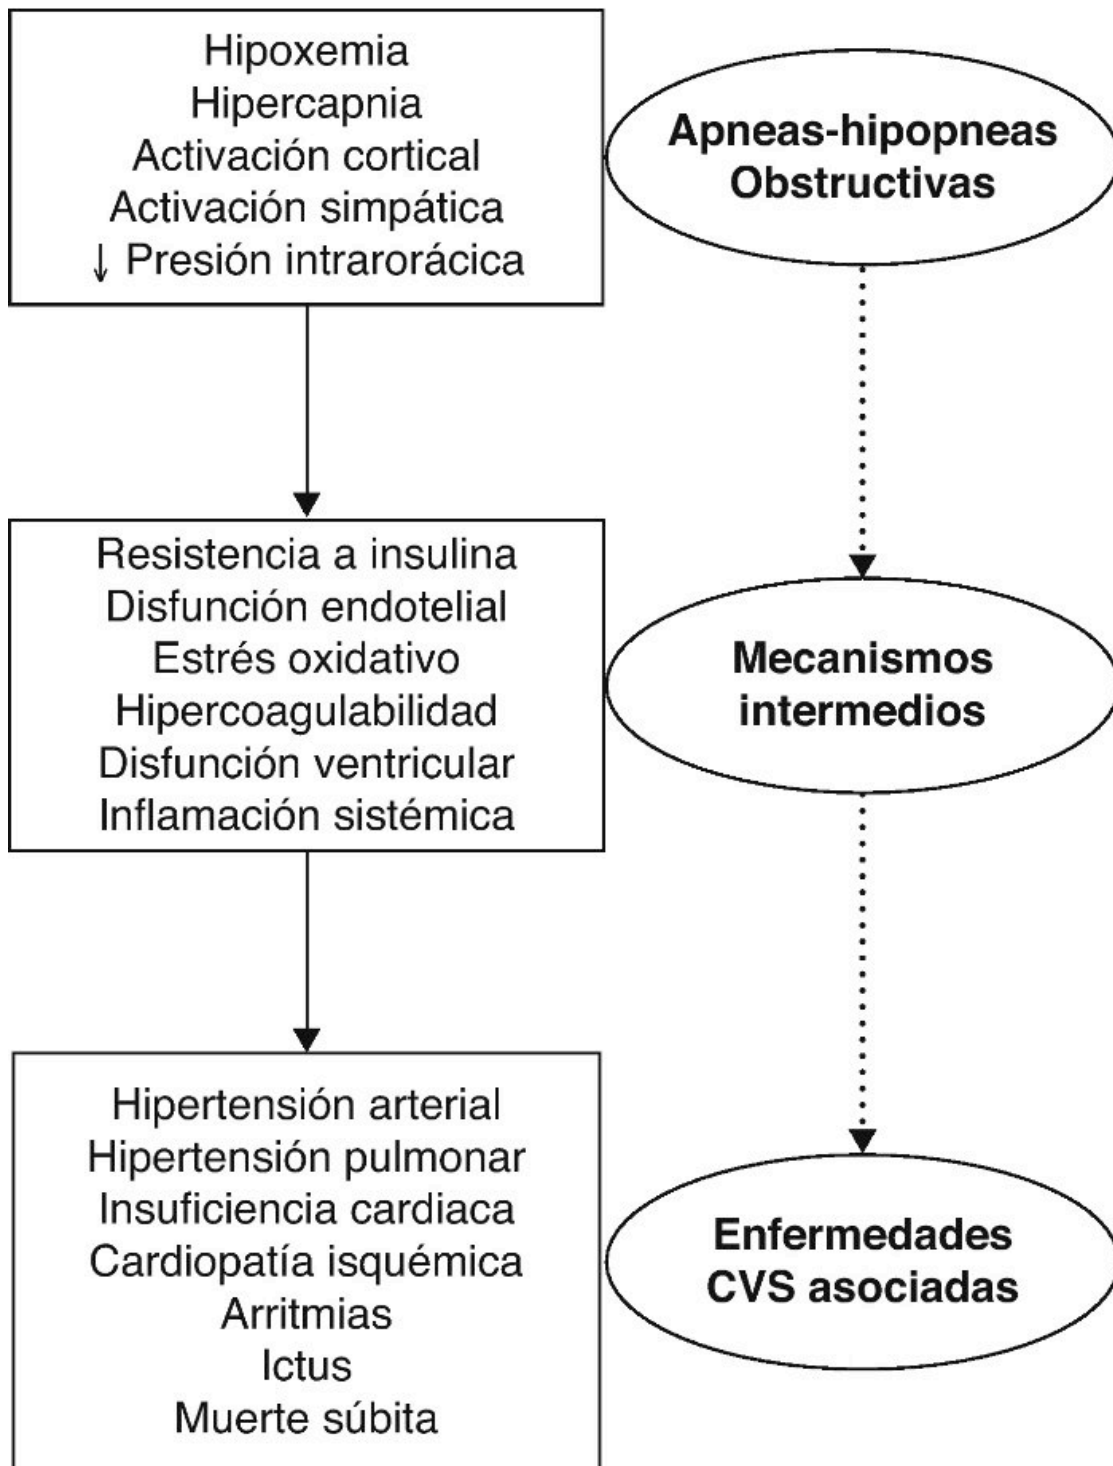 Hipoxemia
Hipercapnia
Activación cortical
Activación simpática
↓ Presión intrarorácica
Apneas-hipopneas
Obstructivas
Resistencia a insulina
Disfunción endotelial
Estrés oxidativo
Hipercoagulabilidad
Disfunción ventricular
Inflamación sistémica
Mecanismos
intermedios
Hipertensión arterial
Hipertensión pulmonar
Insuficiencia cardiaca
Cardiopatía isquémica
Arritmias
Ictus
Muerte súbita
Enfermedades
CVS asociadas